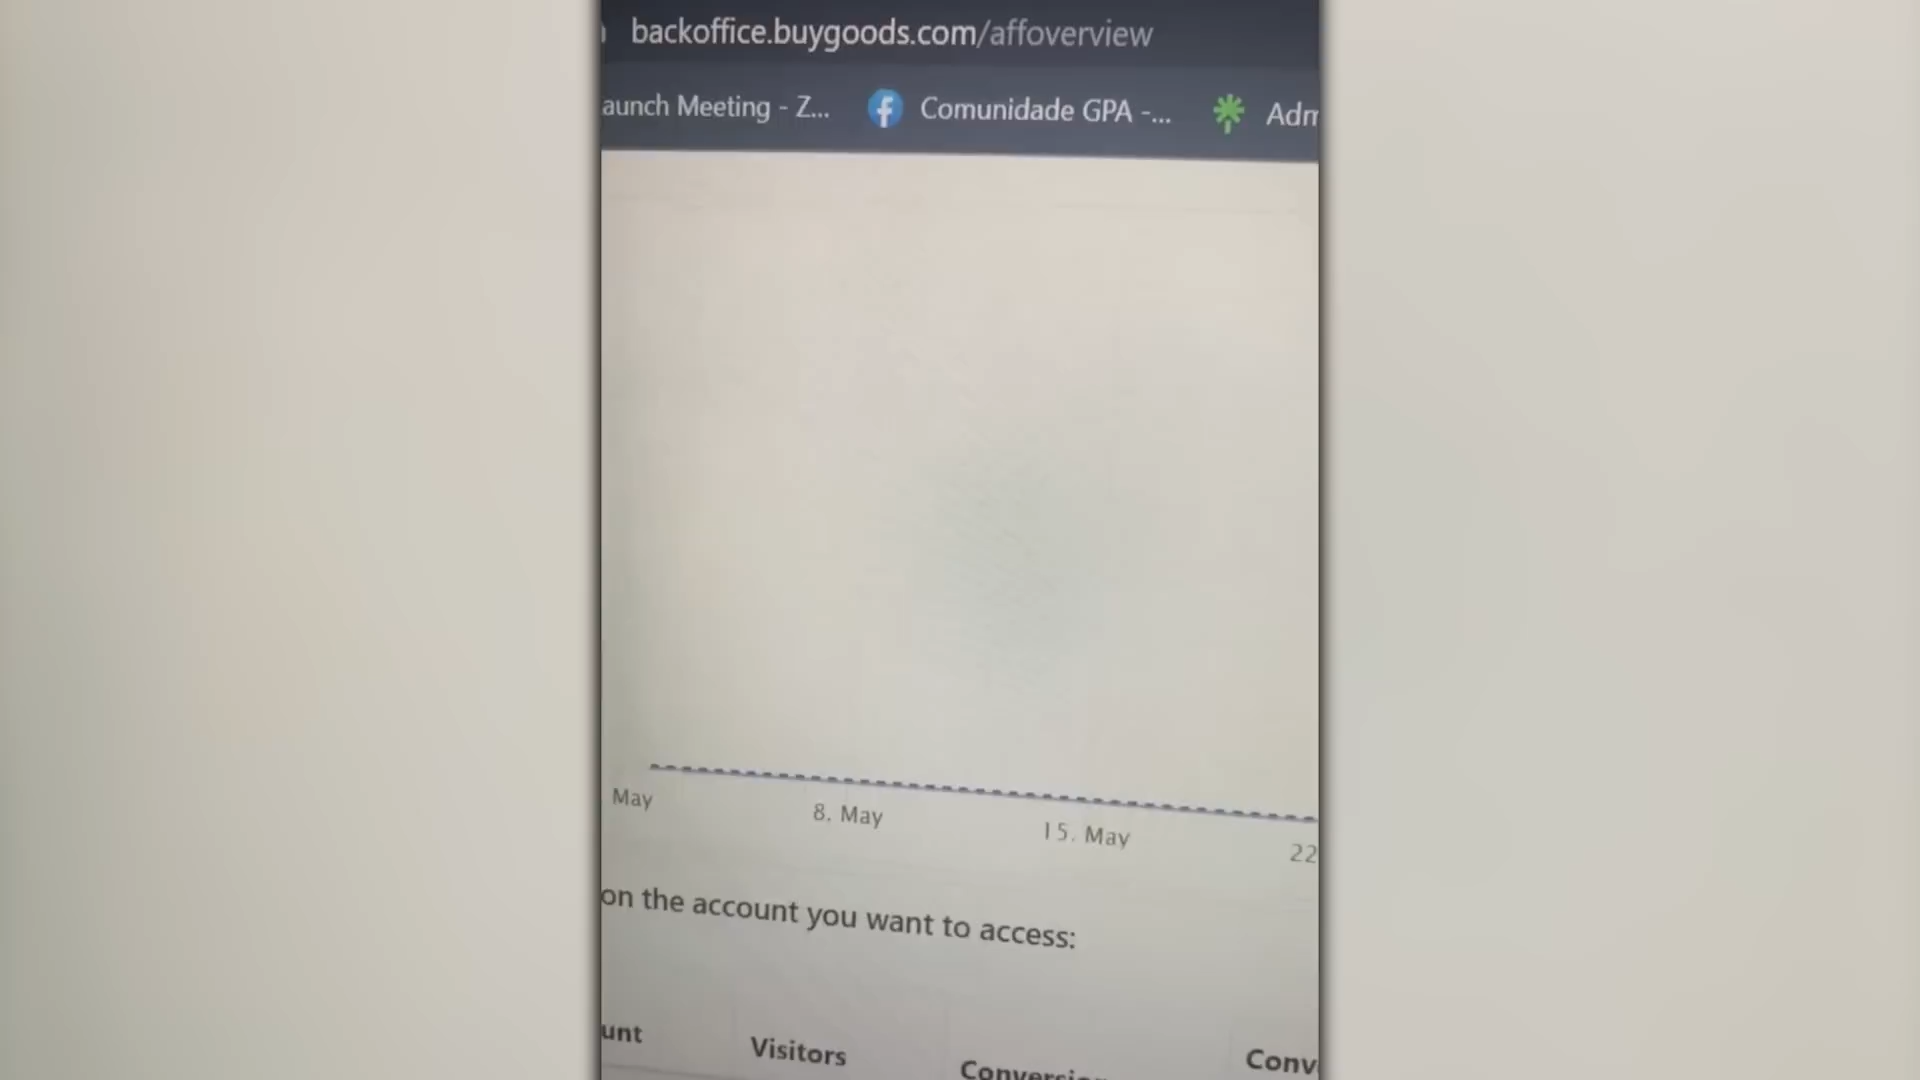 backoffice.buygoods.com/affoverview
aunch Meeting - Z... Comunidade GPA -... Adm
May 8. May 15. May 22
on the account you want to access:
unt Visitors Conversion Conv